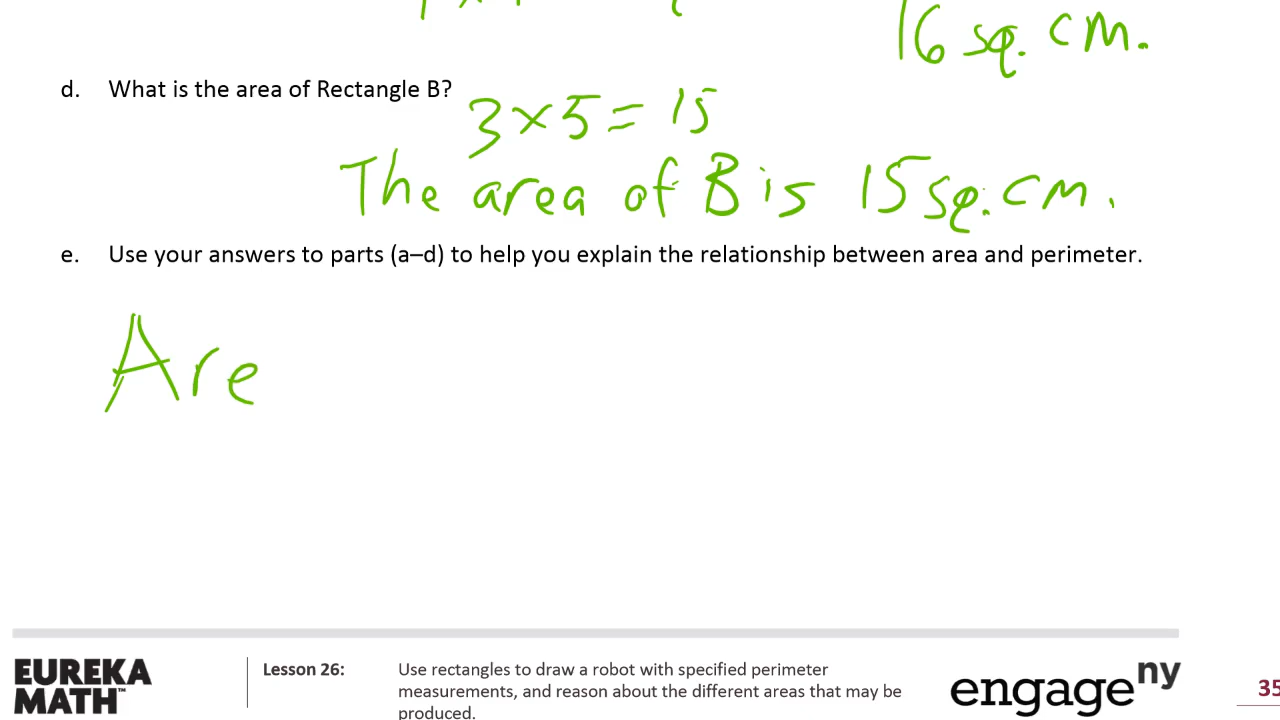 16 sq. cm.
d. What is the area of Rectangle B?
3 × 5 = 15
The area of B is 15 sq. cm.
e. Use your answers to parts (a–d) to help you explain the relationship between area and perimeter.
Are
EUREKA MATH™
Lesson 26:
Use rectangles to draw a robot with specified perimeter
measurements, and reason about the different areas that may be
produced.
engage ny
35